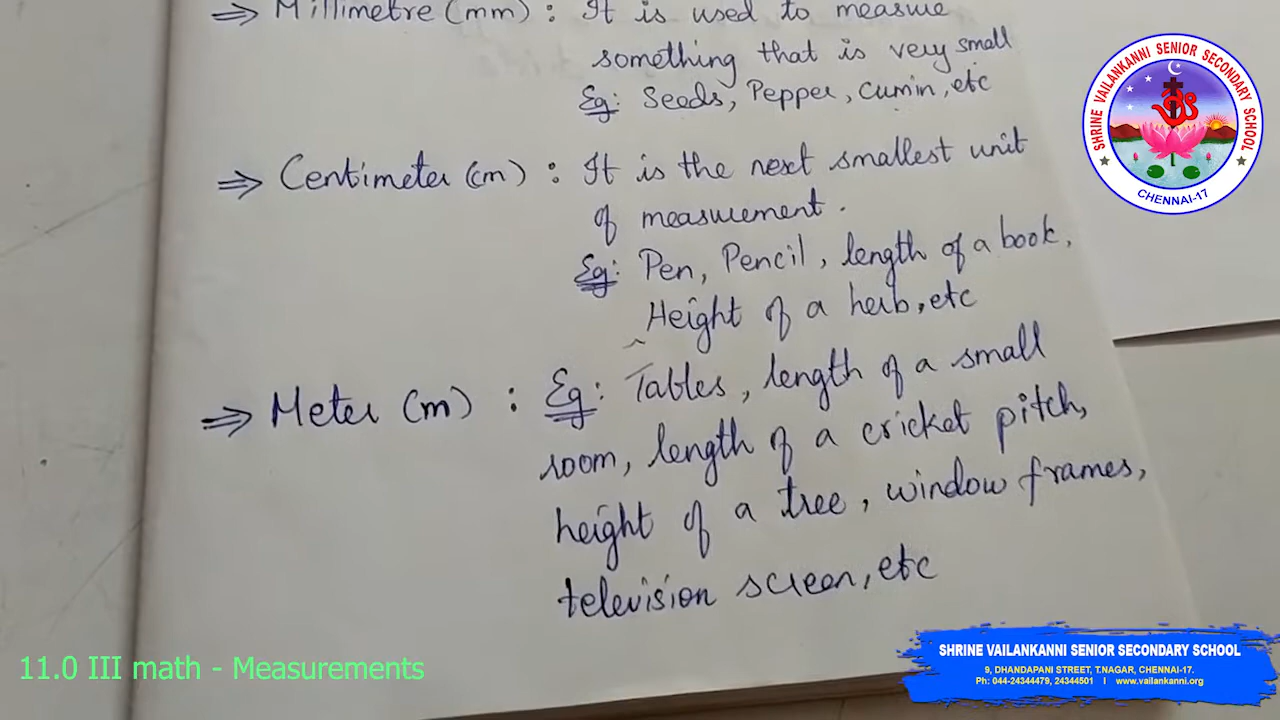 ⇒ Millimetre (mm) : It is used to measure
something that is very small
Eg: Seeds, Pepper, Cumin, etc
⇒ Centimeter (cm) : It is the next smallest unit
of measurement.
Eg: Pen, Pencil, length of a book,
Height of a herb, etc
⇒ Meter (m) : Eg: Tables, length of a small
room, length of a cricket pitch,
height of a tree, window frames,
television screen, etc
SHRINE VAILANKANNI SENIOR SECONDARY SCHOOL
CHENNAI-17
11.0 III math - Measurements
SHRINE VAILANKANNI SENIOR SECONDARY SCHOOL
9, DHANDAPANI STREET, T.NAGAR, CHENNAI-17.
Ph: 044-24344479, 24344501 I www.vailankanni.org